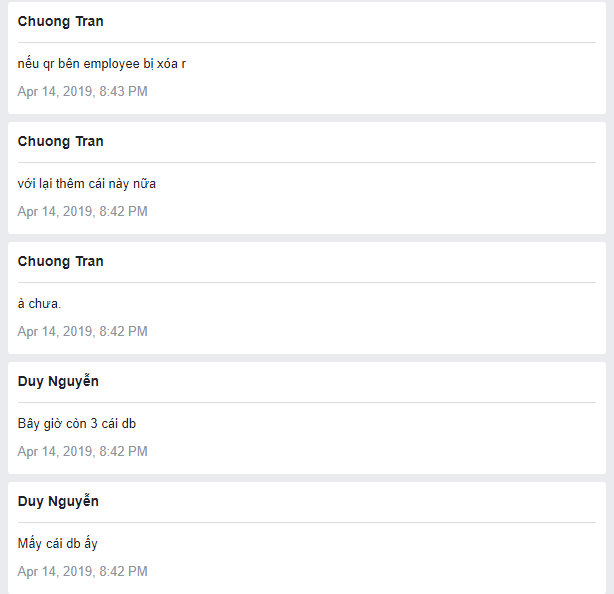 Chuong Tran
nếu qr bên employee bị xóa r
Apr 14, 2019, 8:43 PM
Chuong Tran
với lại thêm cái này nữa
Apr 14, 2019, 8:42 PM
Chuong Tran
à chưa.
Apr 14, 2019, 8:42 PM
Duy Nguyễn
Bây giờ còn 3 cái db
Apr 14, 2019, 8:42 PM
Duy Nguyễn
Mấy cái db ấy
Apr 14, 2019, 8:42 PM